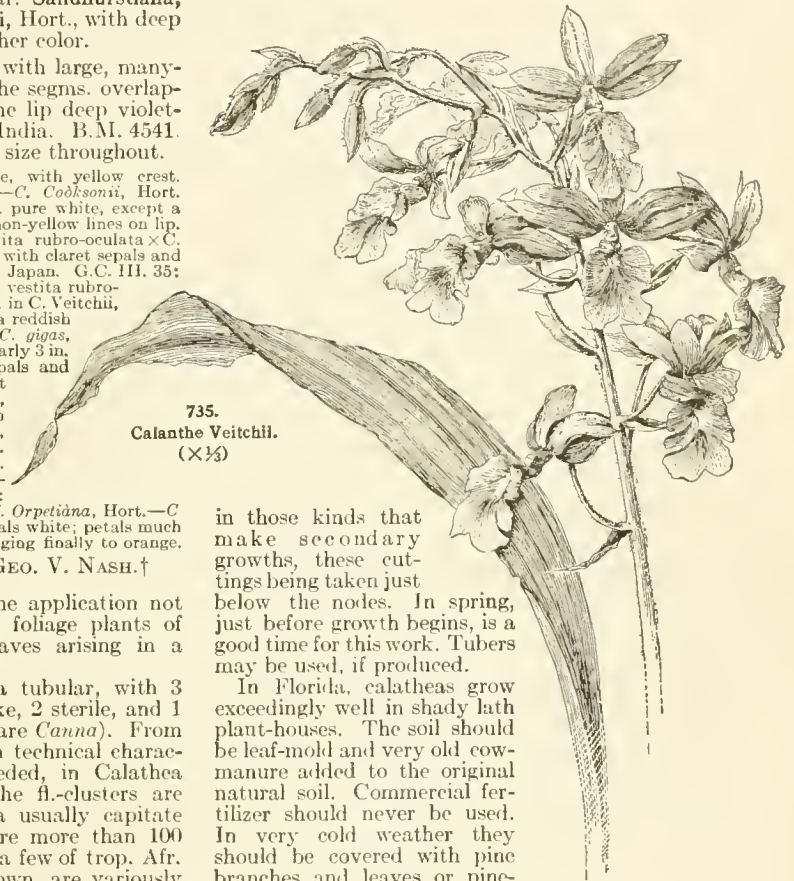 ar. Sandhurstiana,
i, Hort., with deep
her color.
with large, many-
he segms. overlap-
ne lip deep violet-
India. B.M. 4541.
size throughout.
e, with yellow crest.
—C. Coòksonii, Hort.
. pure white, except a
non-yellow lines on lip.
ita rubro-oculata × C.
with claret sepals and
Japan. G.C. III. 35:
vestita rubro-
in C. Veitchii,
a reddish
C. gigas,
arly 3 in.
pals and
t
. Orpetiàna, Hort.—C
als white; petals much
ging finally to orange.
GEO. V. NASH.†
ne application not
foliage plants of
aves arising in a
a tubular, with 3
ke, 2 sterile, and 1
are Canna). From
n technical charac-
eded, in Calathea
he fl.-clusters are
a usually capitate
re more than 100
a few of trop. Afr.
own, are variously
735.
Calanthe Veitchii.
(×⅓)
in those kinds that
make secondary
growths, these cut-
tings being taken just
below the nodes. In spring,
just before growth begins, is a
good time for this work. Tubers
may be used, if produced.
In Florida, calatheas grow
exceedingly well in shady lath
plant-houses. The soil should
be leaf-mold and very old cow-
manure added to the original
natural soil. Commercial fer-
tilizer should never be used.
In very cold weather they
should be covered with pine
branches and leaves or pine-